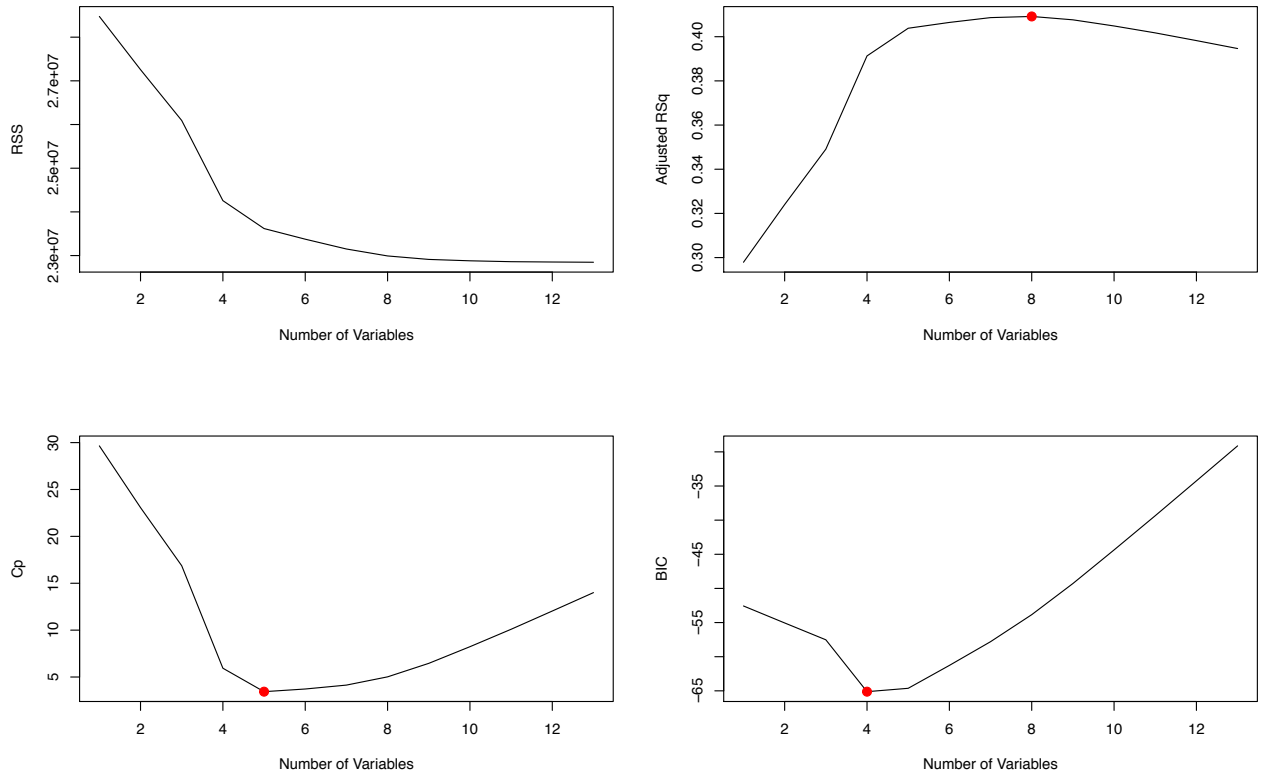 RSS
2.3e+07 2.5e+07 2.7e+07
2 4 6 8 10 12
Number of Variables
Adjusted RSq
0.30 0.32 0.34 0.36 0.38 0.40
2 4 6 8 10 12
Number of Variables
Cp
5 10 15 20 25 30
2 4 6 8 10 12
Number of Variables
BIC
−65 −55 −45 −35
2 4 6 8 10 12
Number of Variables